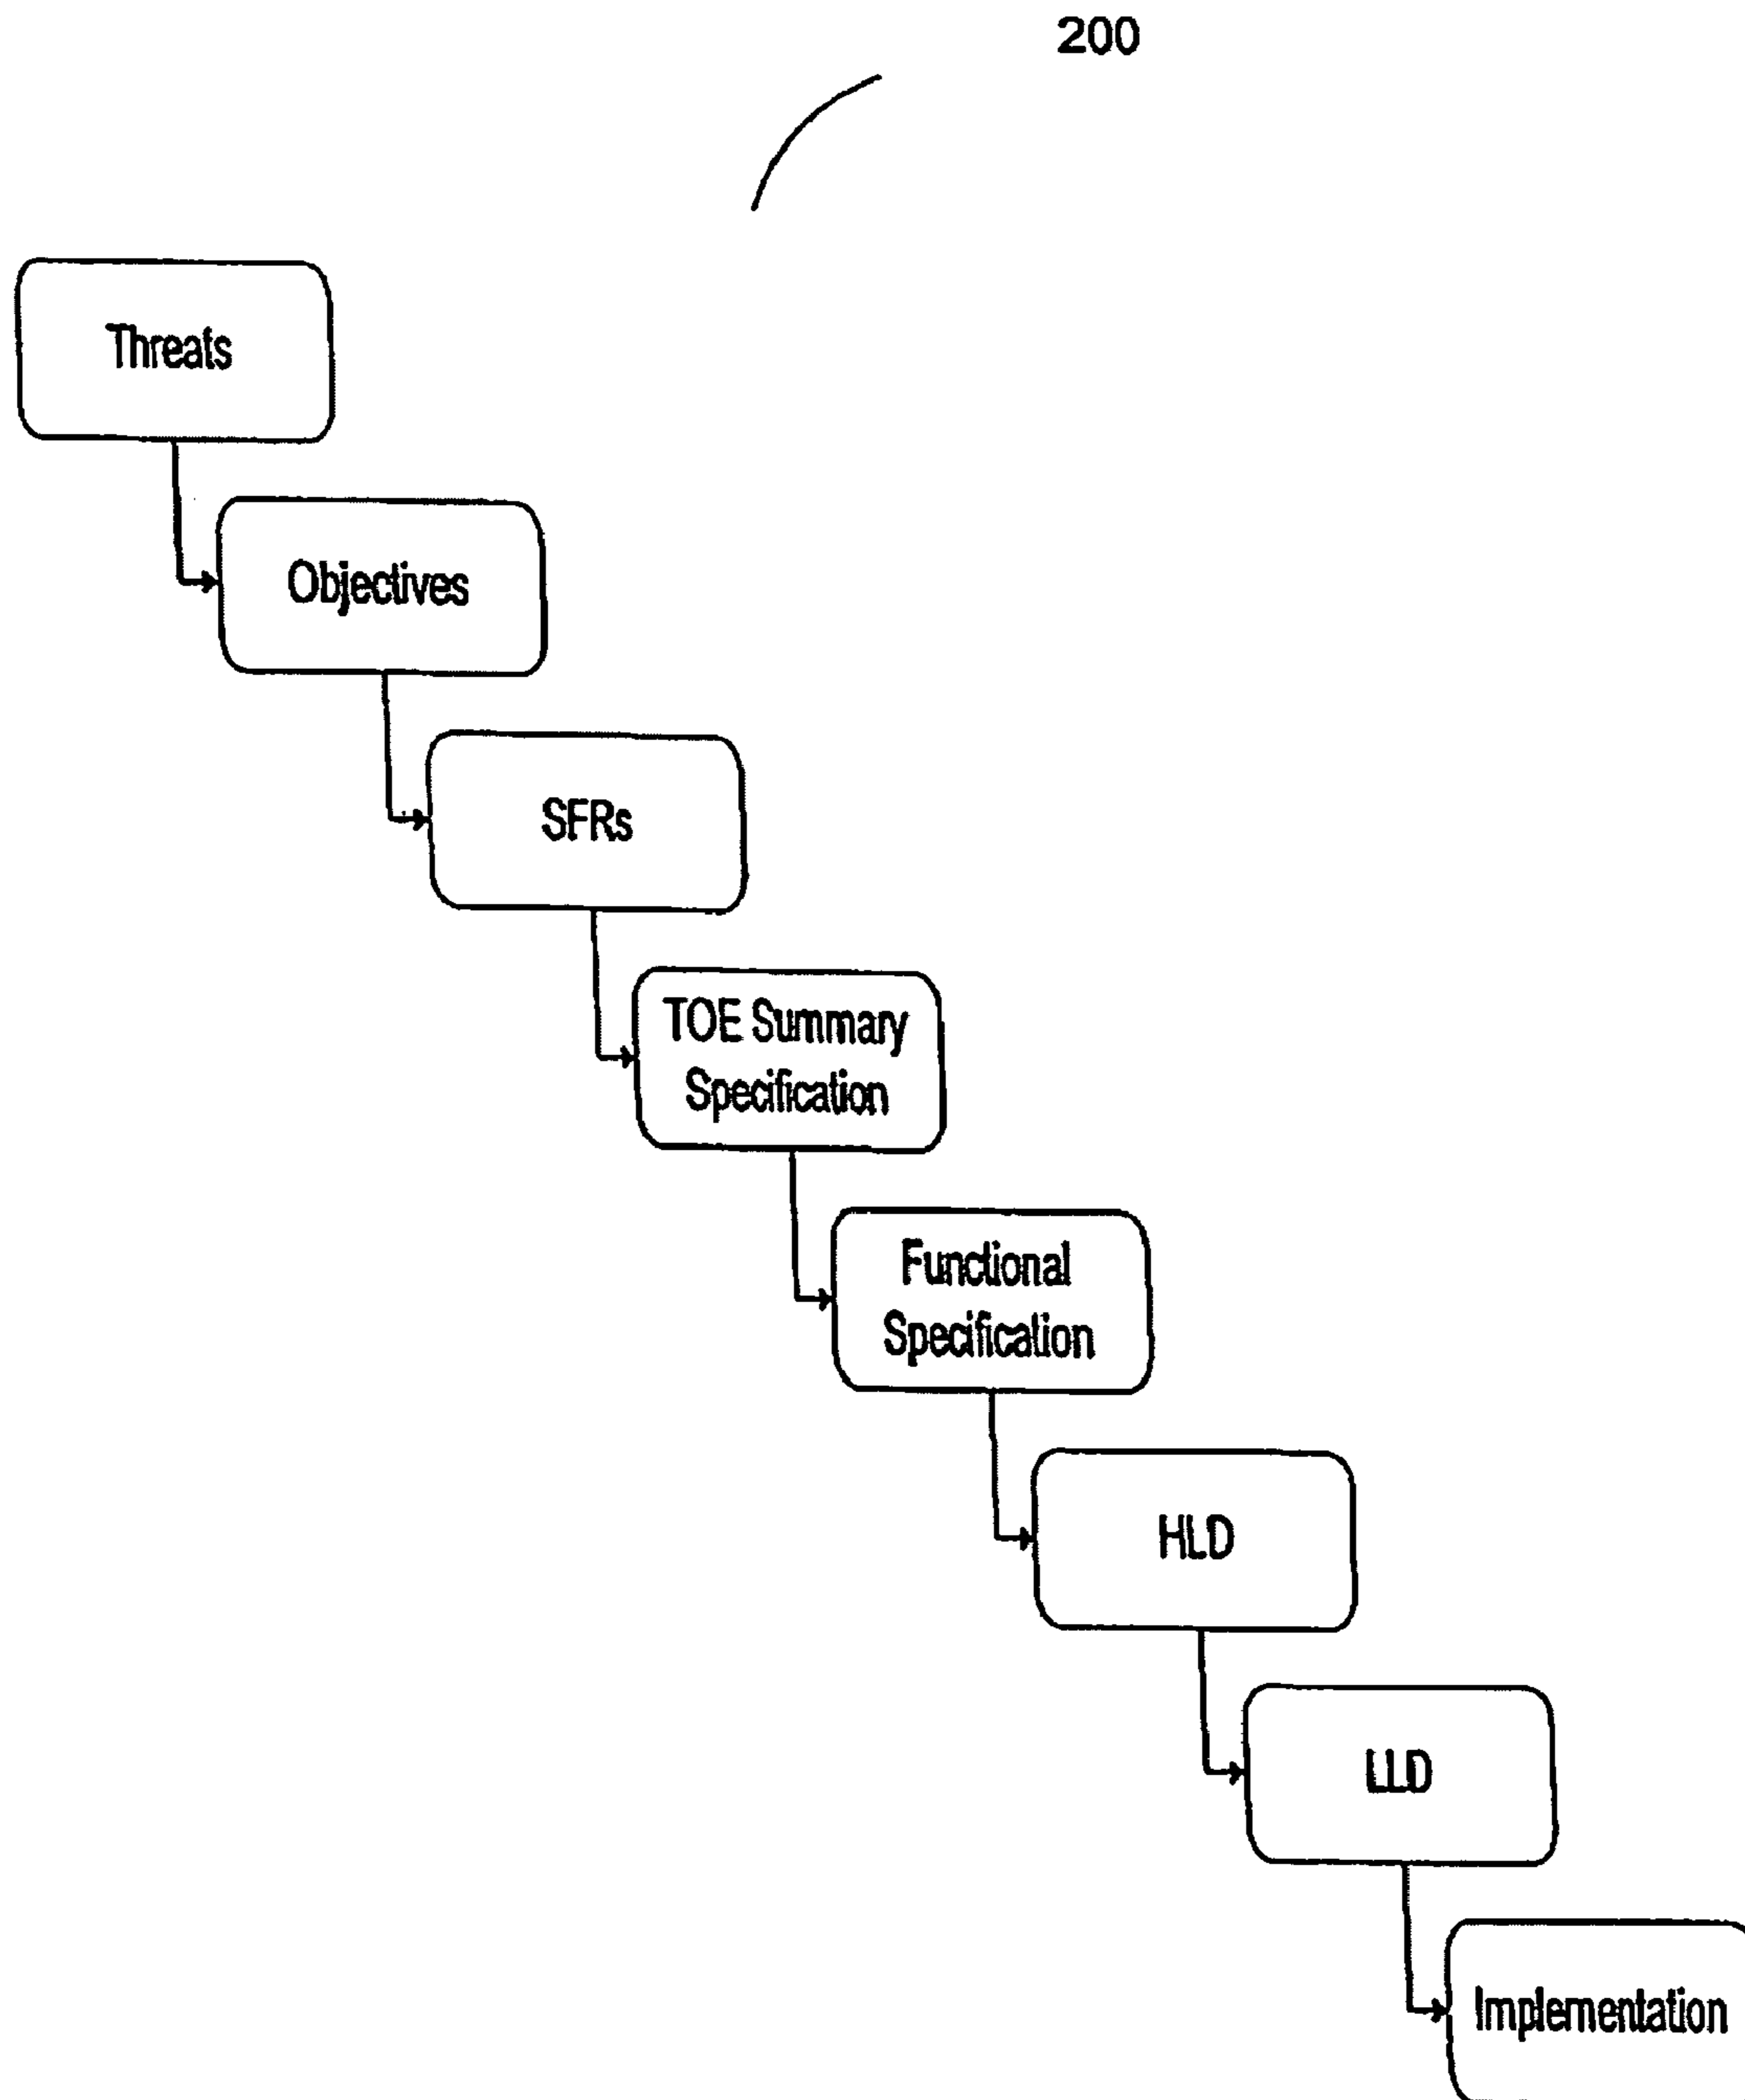 200
Threats
Objectives
SFRs
TOE Summary
Specification
Functional
Specification
HLD
LLD
Implementation